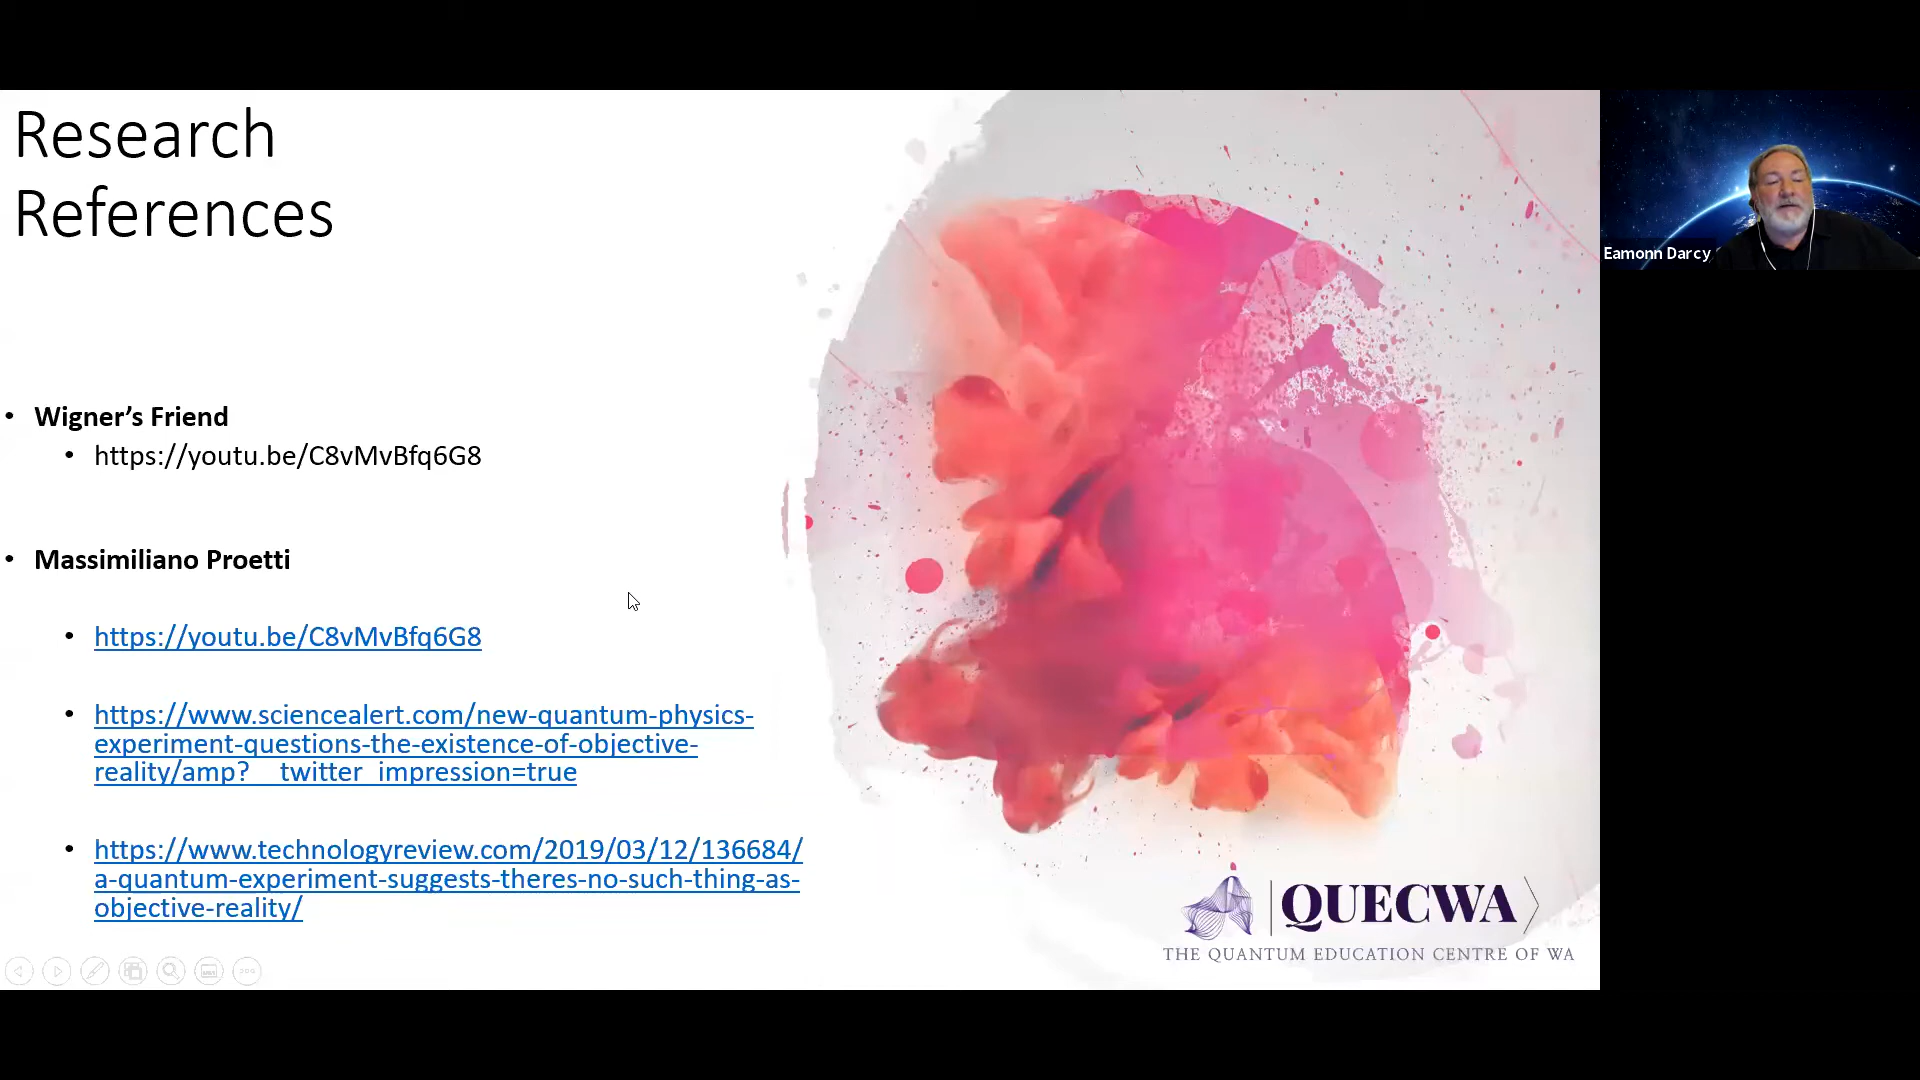 Research
References
• Wigner’s Friend
• https://youtu.be/C8vMvBfq6G8
• Massimiliano Proetti
• https://youtu.be/C8vMvBfq6G8
• https://www.sciencealert.com/new-quantum-physics-
experiment-questions-the-existence-of-objective-
reality/amp?__twitter_impression=true
• https://www.technologyreview.com/2019/03/12/136684/
a-quantum-experiment-suggests-theres-no-such-thing-as-
objective-reality/
QUECWA
THE QUANTUM EDUCATION CENTRE OF WA
Eamonn Darcy